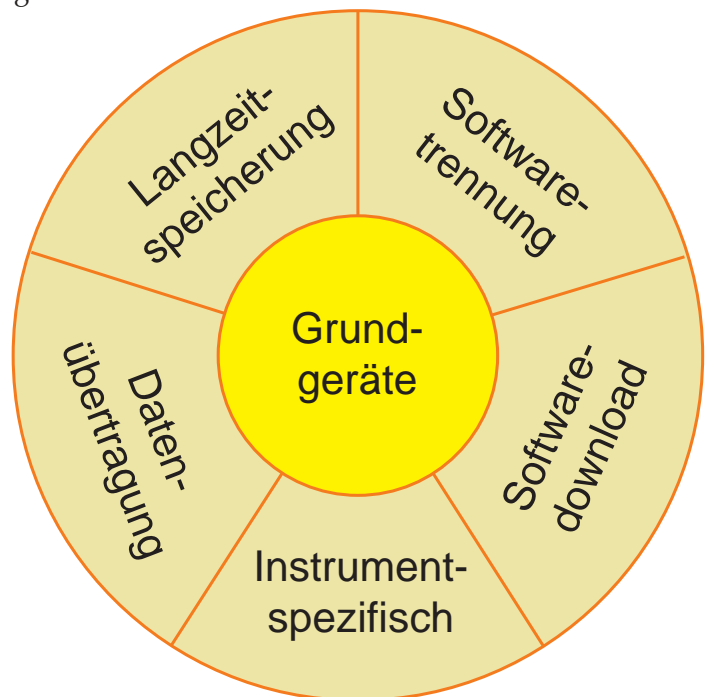 Langzeit-
speicherung
Software-
trennung
Grund-
geräte
Daten-
übertragung
Software-
download
Instrument-
spezifisch